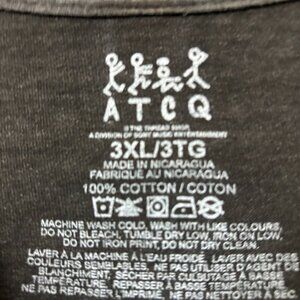 ATCQ
© THE THREAD SHOP,
A DIVISION OF SONY MUSIC ENTERTAINMENT
3XL/3TG
MADE IN NICARAGUA
FABRIQUÉ AU NICARAGUA
100% COTTON / COTON
MACHINE WASH COLD, WASH WITH LIKE COLOURS,
DO NOT BLEACH, TUMBLE DRY LOW, IRON ON LOW,
DO NOT IRON PRINT, DO NOT DRY CLEAN.
LAVER À LA MACHINE À L'EAU FROIDE. LAVER AVEC DES
COULEURS SEMBLABLES. NE PAS UTILISER D'AGENT DE
BLANCHIMENT. SÉCHER PAR CULBUTAGE À BASSE
TEMPÉRATURE. REPASSER À BASSE TEMPÉRATURE
NE PAS REPASSER L'IMPRIMÉ. NE PAS NETTOYER